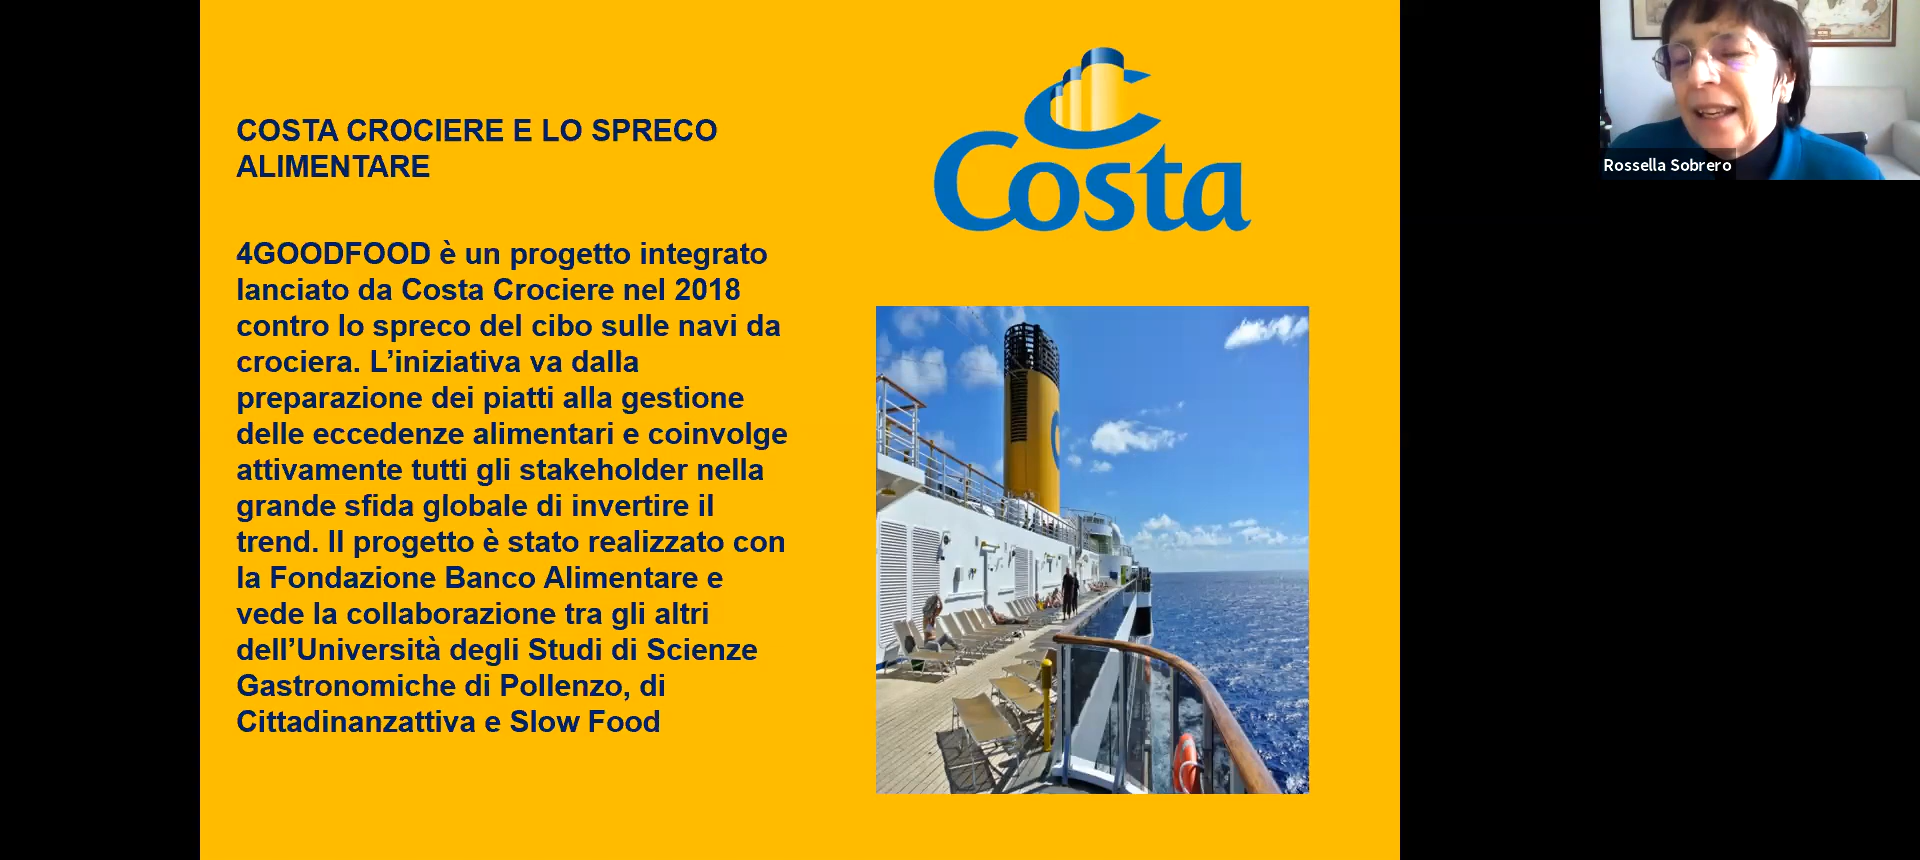 COSTA CROCIERE E LO SPRECO
ALIMENTARE
4GOODFOOD è un progetto integrato
lanciato da Costa Crociere nel 2018
contro lo spreco del cibo sulle navi da
crociera. L’iniziativa va dalla
preparazione dei piatti alla gestione
delle eccedenze alimentari e coinvolge
attivamente tutti gli stakeholder nella
grande sfida globale di invertire il
trend. Il progetto è stato realizzato con
la Fondazione Banco Alimentare e
vede la collaborazione tra gli altri
dell’Università degli Studi di Scienze
Gastronomiche di Pollenzo, di
Cittadinanzattiva e Slow Food
Costa
Rossella Sobrero